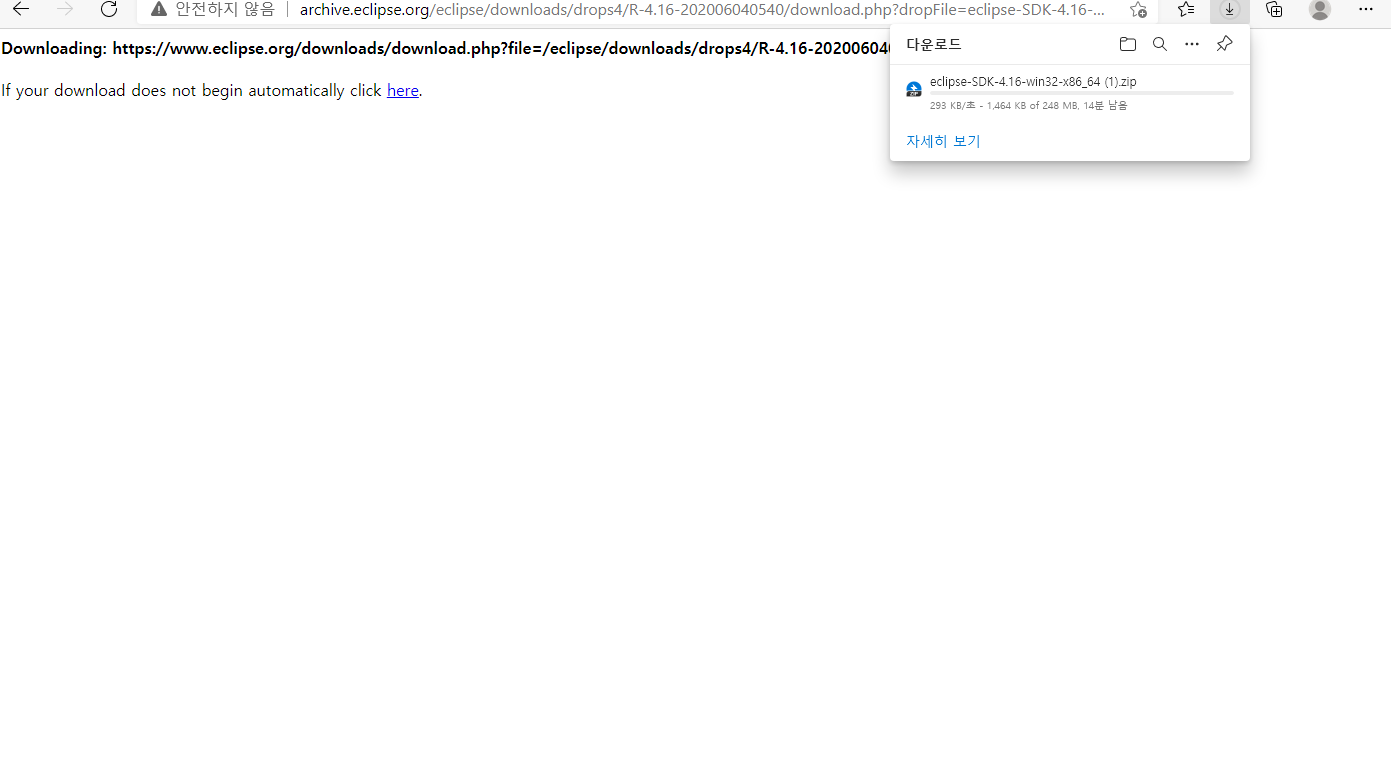 안전하지 않음 | archive.eclipse.org/eclipse/downloads/drops4/R-4.16-202006040540/download.php?dropFile=eclipse-SDK-4.16-...
Downloading: https://www.eclipse.org/downloads/download.php?file=/eclipse/downloads/drops4/R-4.16-20200604
If your download does not begin automatically click here.
다운로드
eclipse-SDK-4.16-win32-x86_64 (1).zip
293 KB/초 - 1,464 KB of 248 MB, 14분 남음
자세히 보기